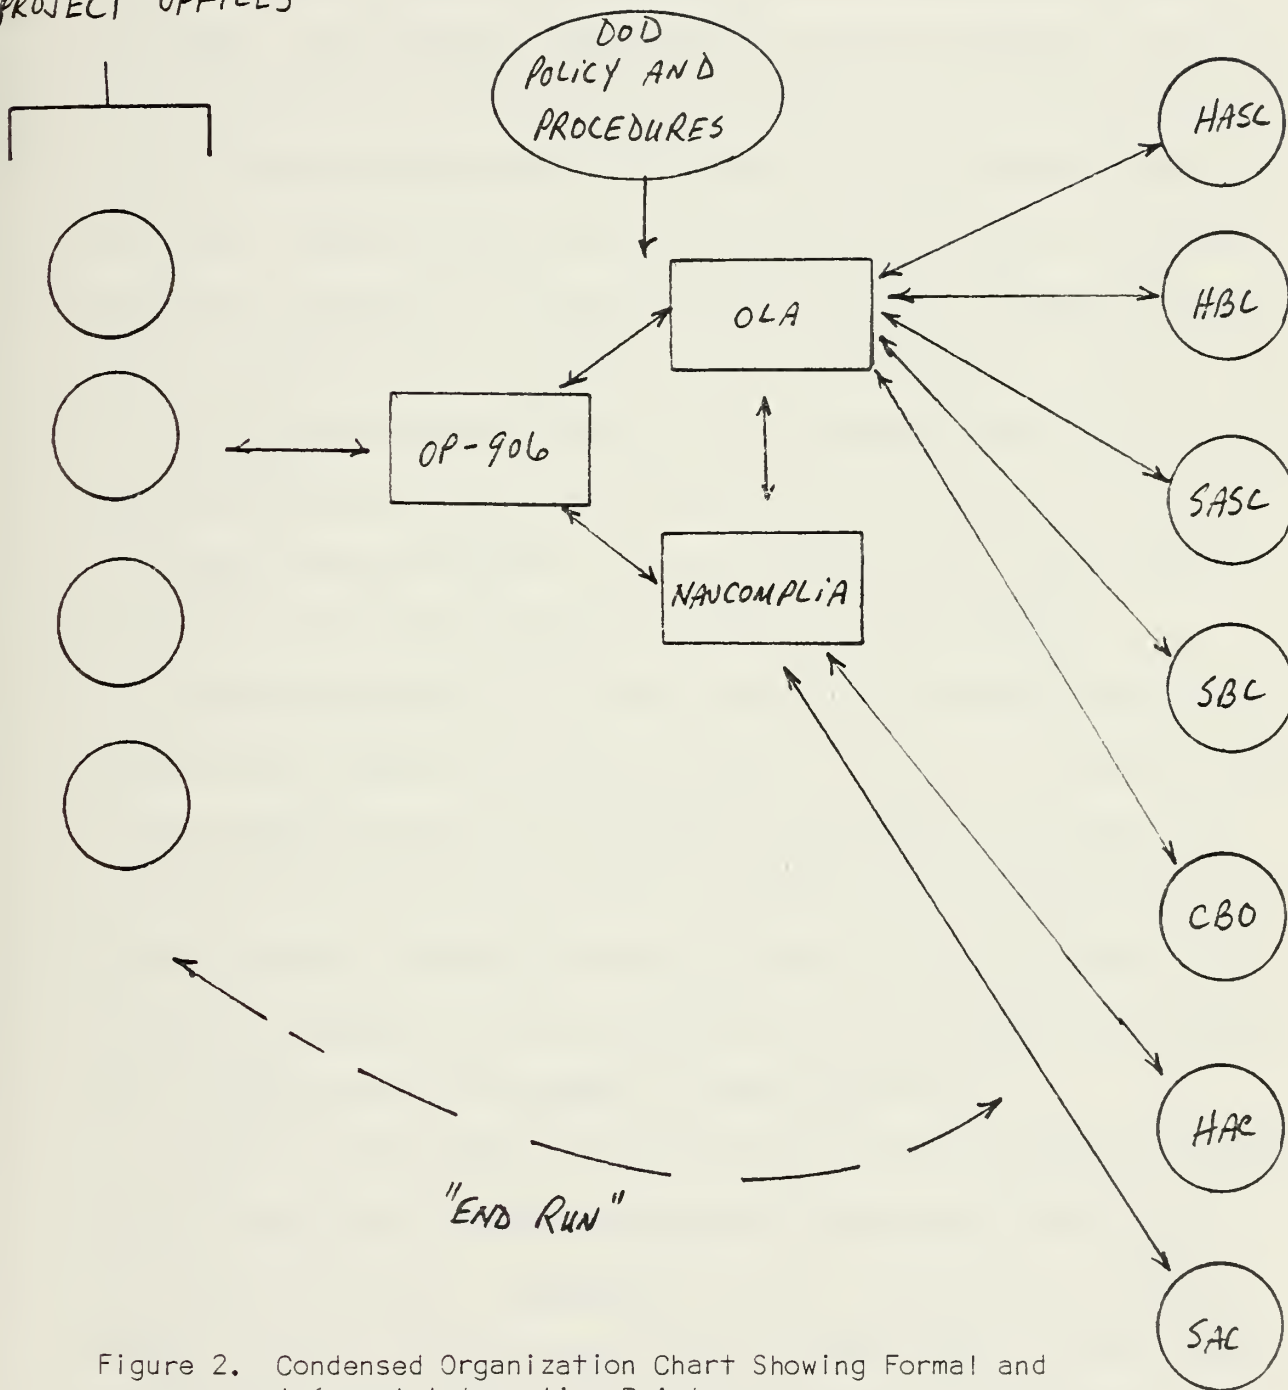 PROJECT OFFICES
DOD
POLICY AND
PROCEDURES
HASC
HBC
OLA
OP-906
SASC
NAVCOMPLIA
SBC
CBO
HAC
"END RUN"
SAC
Figure 2. Condensed Organization Chart Showing Formal and